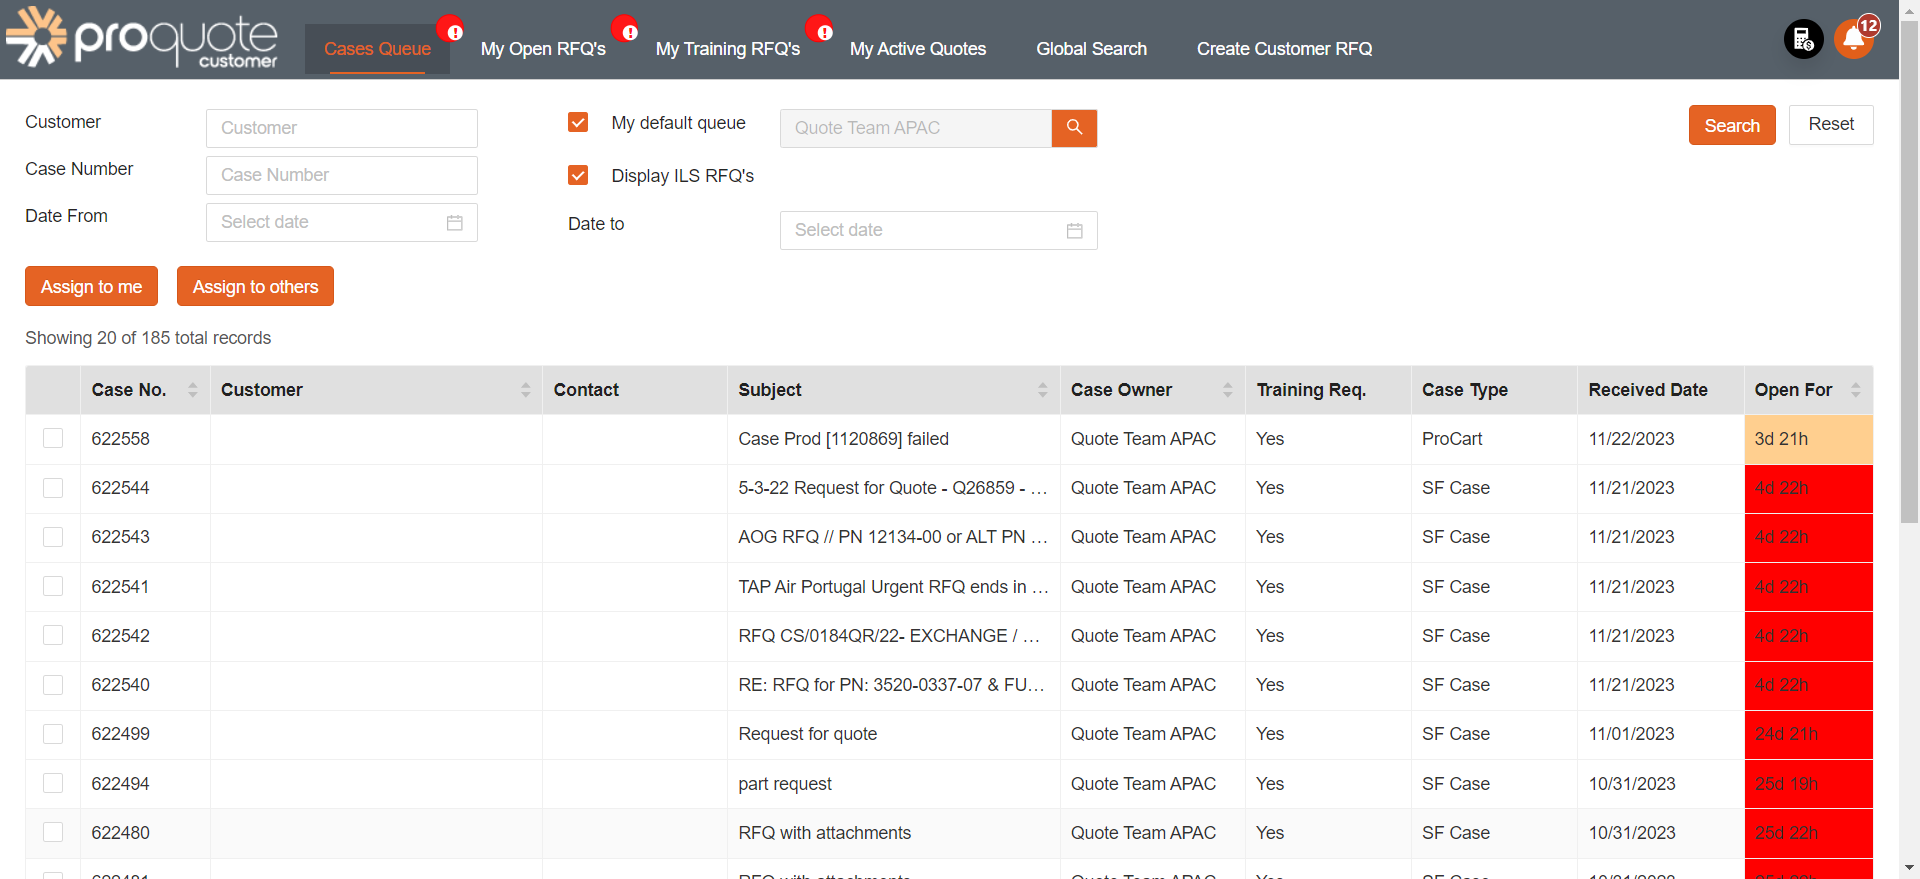 proquote
customer
Cases Queue
My Open RFQ's
My Training RFQ's
My Active Quotes
Global Search
Create Customer RFQ
12
Customer
Customer
My default queue
Quote Team APAC
Search
Reset
Case Number
Case Number
Display ILS RFQ's
Date From
Select date
Date to
Select date
Assign to me
Assign to others
Showing 20 of 185 total records
Case No. Customer Contact Subject Case Owner Training Req. Case Type Received Date Open For
622558 Case Prod [1120869] failed Quote Team APAC Yes ProCart 11/22/2023 3d 21h
622544 5-3-22 Request for Quote - Q26859 - ... Quote Team APAC Yes SF Case 11/21/2023 4d 22h
622543 AOG RFQ // PN 12134-00 or ALT PN ... Quote Team APAC Yes SF Case 11/21/2023 4d 22h
622541 TAP Air Portugal Urgent RFQ ends in ... Quote Team APAC Yes SF Case 11/21/2023 4d 22h
622542 RFQ CS/0184QR/22- EXCHANGE / ... Quote Team APAC Yes SF Case 11/21/2023 4d 22h
622540 RE: RFQ for PN: 3520-0337-07 & FU... Quote Team APAC Yes SF Case 11/21/2023 4d 22h
622499 Request for quote Quote Team APAC Yes SF Case 11/01/2023 24d 21h
622494 part request Quote Team APAC Yes SF Case 10/31/2023 25d 19h
622480 RFQ with attachments Quote Team APAC Yes SF Case 10/31/2023 25d 22h
RFQ with attachments Quote Team APAC Yes SF Case